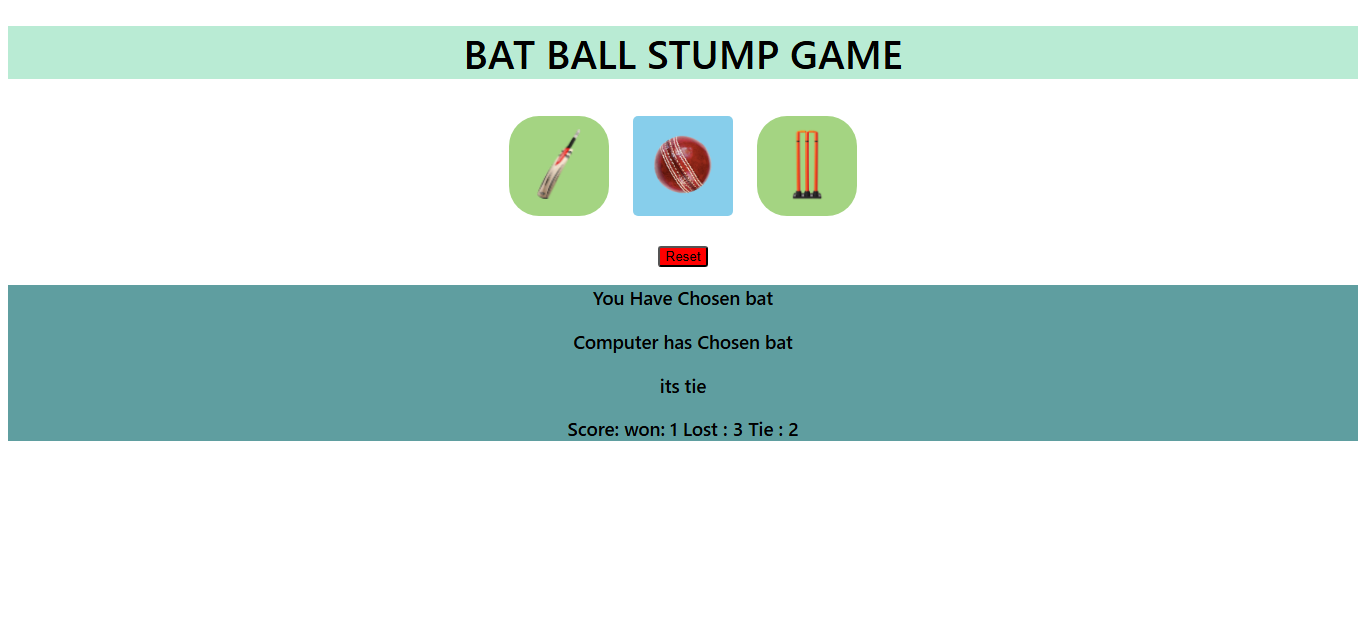 BAT BALL STUMP GAME
Reset
You Have Chosen bat
Computer has Chosen bat
its tie
Score: won: 1 Lost : 3 Tie : 2